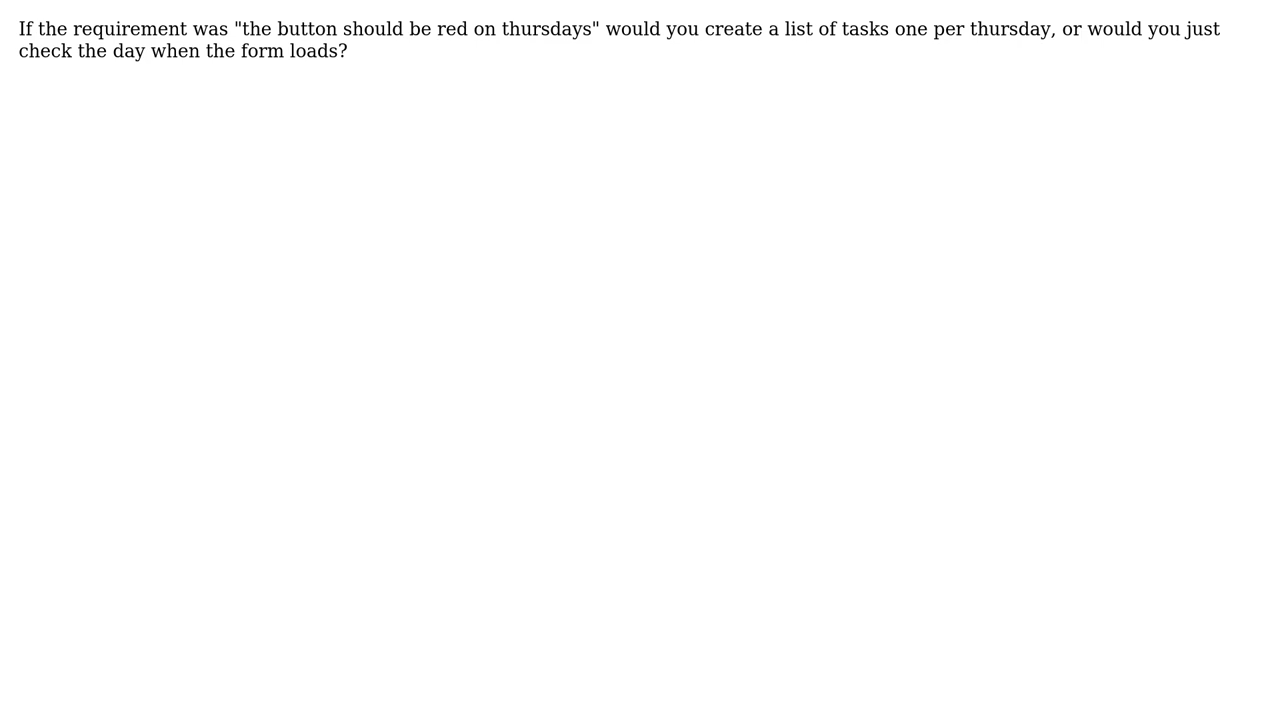 If the requirement was "the button should be red on thursdays" would you create a list of tasks one per thursday, or would you just
check the day when the form loads?